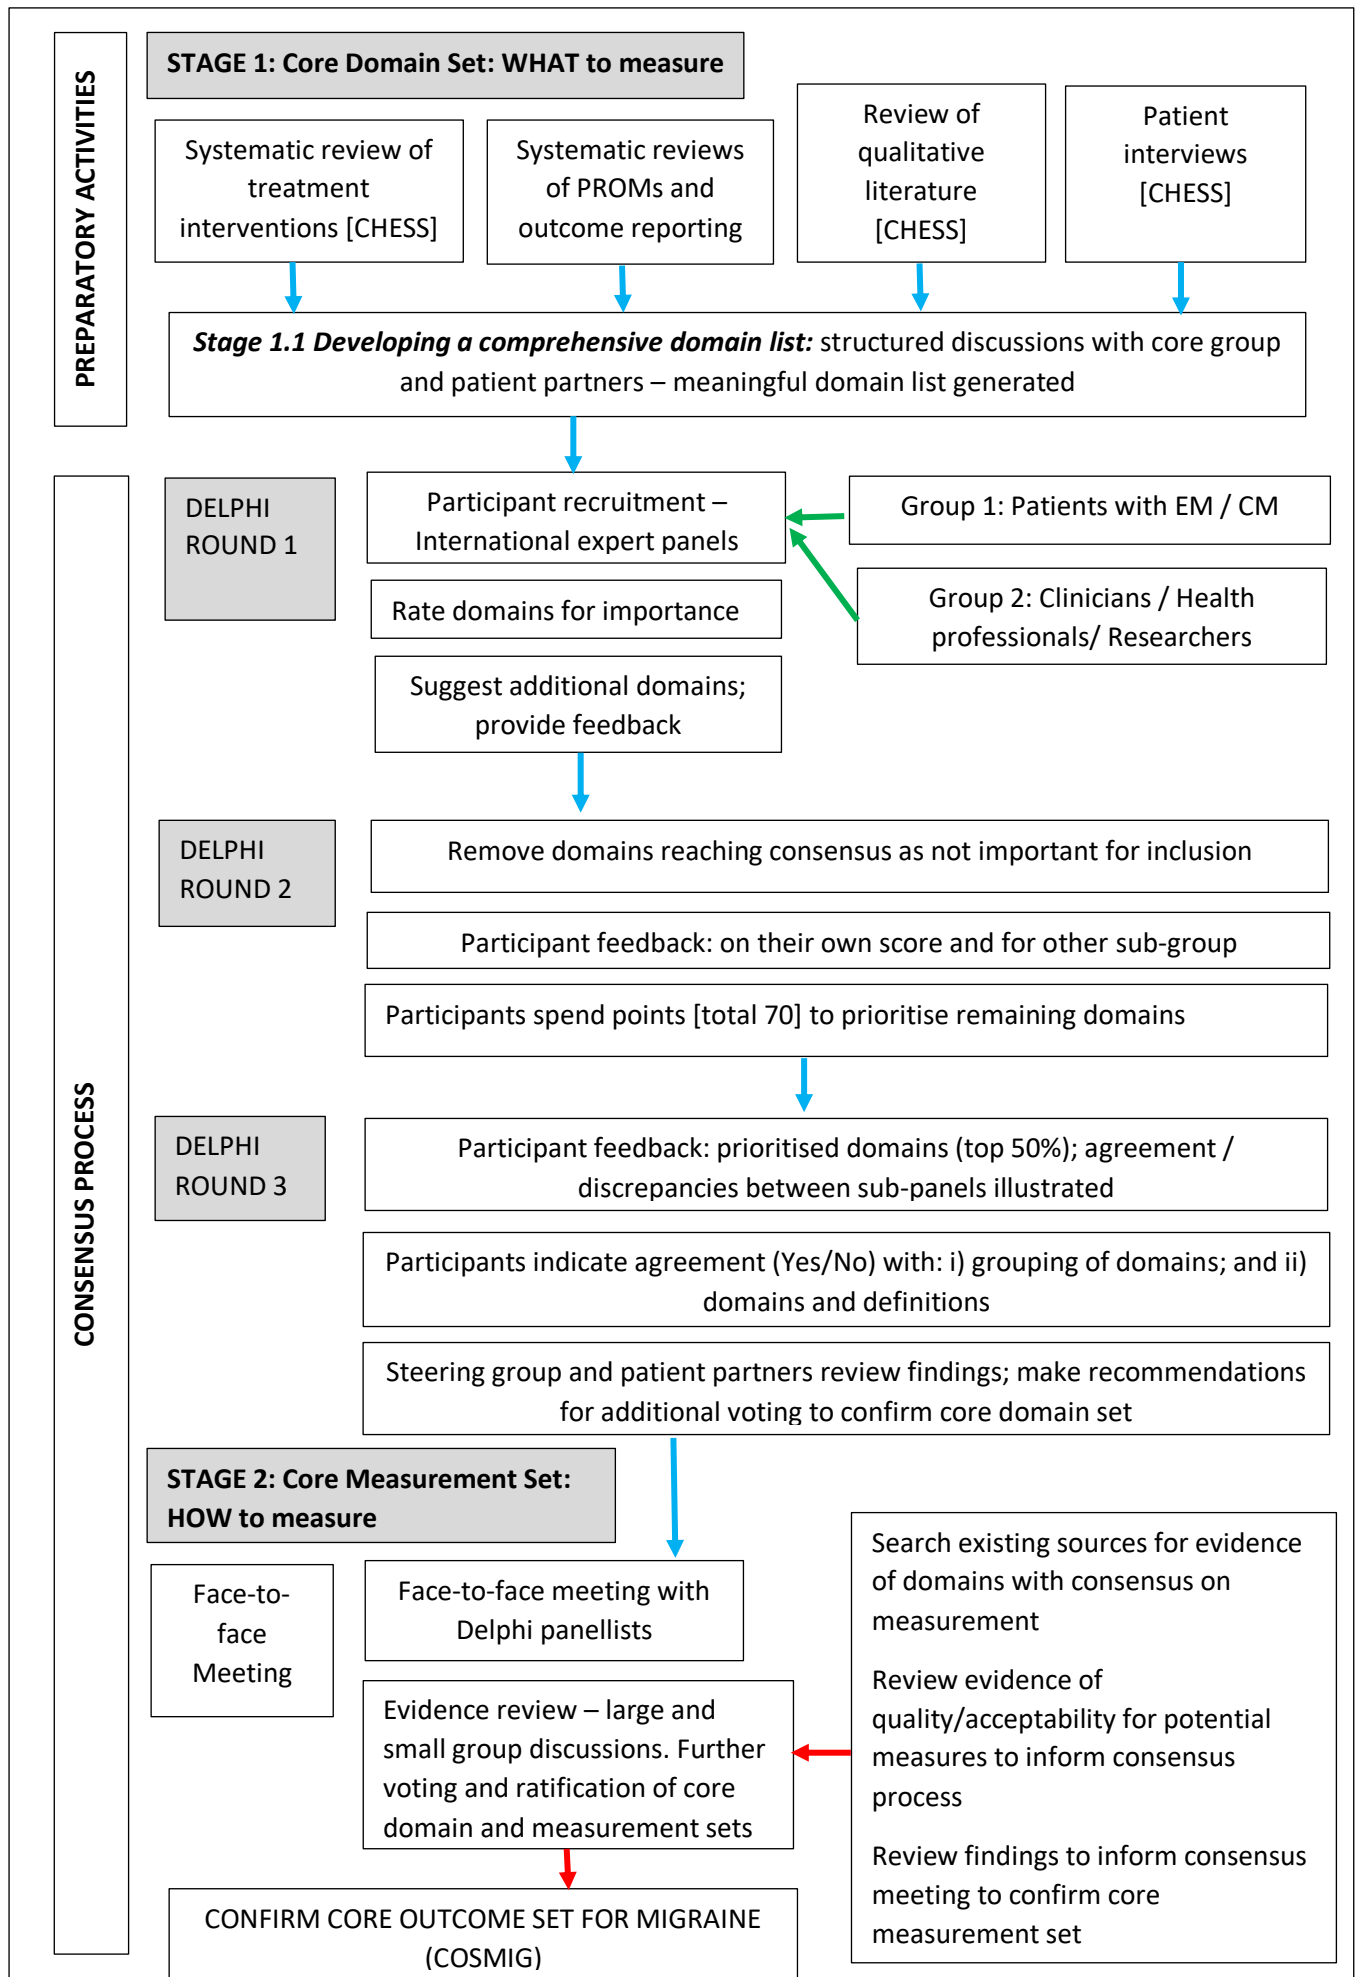 PREPARATORY ACTIVITIES
STAGE 1: Core Domain Set: WHAT to measure
Systematic review of
treatment
interventions [CHESS]
Systematic reviews
of PROMs and
outcome reporting
Review of
qualitative
literature
[CHESS]
Patient
interviews
[CHESS]
Stage 1.1 Developing a comprehensive domain list: structured discussions with core group
and patient partners – meaningful domain list generated
CONSENSUS PROCESS
DELPHI
ROUND 1
Participant recruitment –
International expert panels
Group 1: Patients with EM / CM
Group 2: Clinicians / Health
professionals/ Researchers
Rate domains for importance
Suggest additional domains;
provide feedback
DELPHI
ROUND 2
Remove domains reaching consensus as not important for inclusion
Participant feedback: on their own score and for other sub-group
Participants spend points [total 70] to prioritise remaining domains
DELPHI
ROUND 3
Participant feedback: prioritised domains (top 50%); agreement /
discrepancies between sub-panels illustrated
Participants indicate agreement (Yes/No) with: i) grouping of domains; and ii)
domains and definitions
Steering group and patient partners review findings; make recommendations
for additional voting to confirm core domain set
STAGE 2: Core Measurement Set:
HOW to measure
Face-to-
face
Meeting
Face-to-face meeting with
Delphi panellists
Evidence review – large and
small group discussions. Further
voting and ratification of core
domain and measurement sets
Search existing sources for evidence
of domains with consensus on
measurement
Review evidence of
quality/acceptability for potential
measures to inform consensus
process
Review findings to inform consensus
meeting to confirm core
measurement set
CONFIRM CORE OUTCOME SET FOR MIGRAINE
(COSMIG)